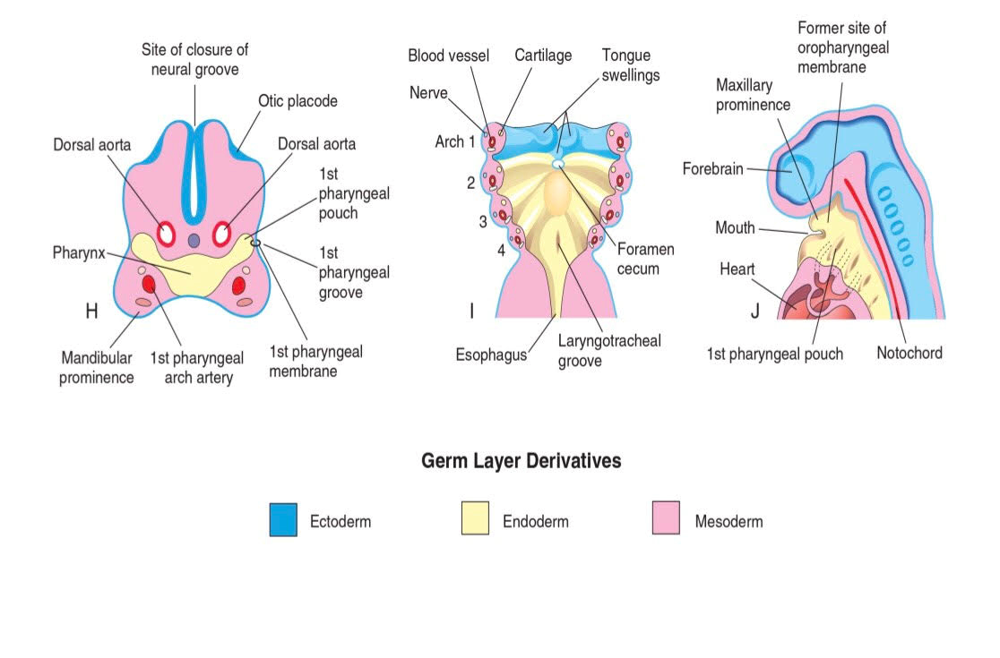 Site of closure of
neural groove
Otic placode
Dorsal aorta
Dorsal aorta
1st
pharyngeal
pouch
Pharynx
1st
pharyngeal
groove
H
Mandibular
prominence
1st pharyngeal
arch artery
1st pharyngeal
membrane
Blood vessel
Cartilage
Tongue
swellings
Nerve
Arch 1
2
3
4
Foramen
cecum
I
Esophagus
Laryngotracheal
groove
Former site of
oropharyngeal
membrane
Maxillary
prominence
Forebrain
Mouth
Heart
J
1st pharyngeal pouch
Notochord
Germ Layer Derivatives
Ectoderm
Endoderm
Mesoderm